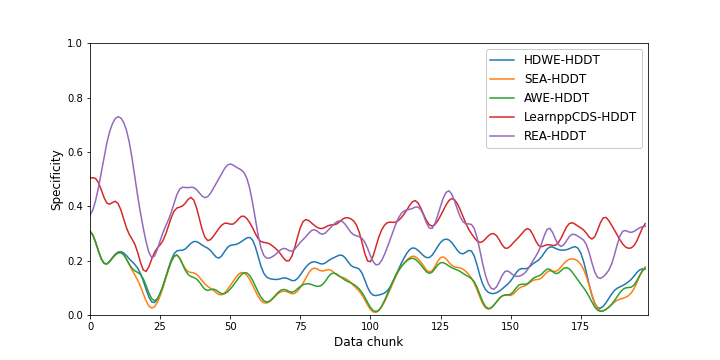 1.0
0.8
0.6
0.4
0.2
0.0
Specificity
0 25 50 75 100 125 150 175
Data chunk
HDWE-HDDT
SEA-HDDT
AWE-HDDT
LearnppCDS-HDDT
REA-HDDT